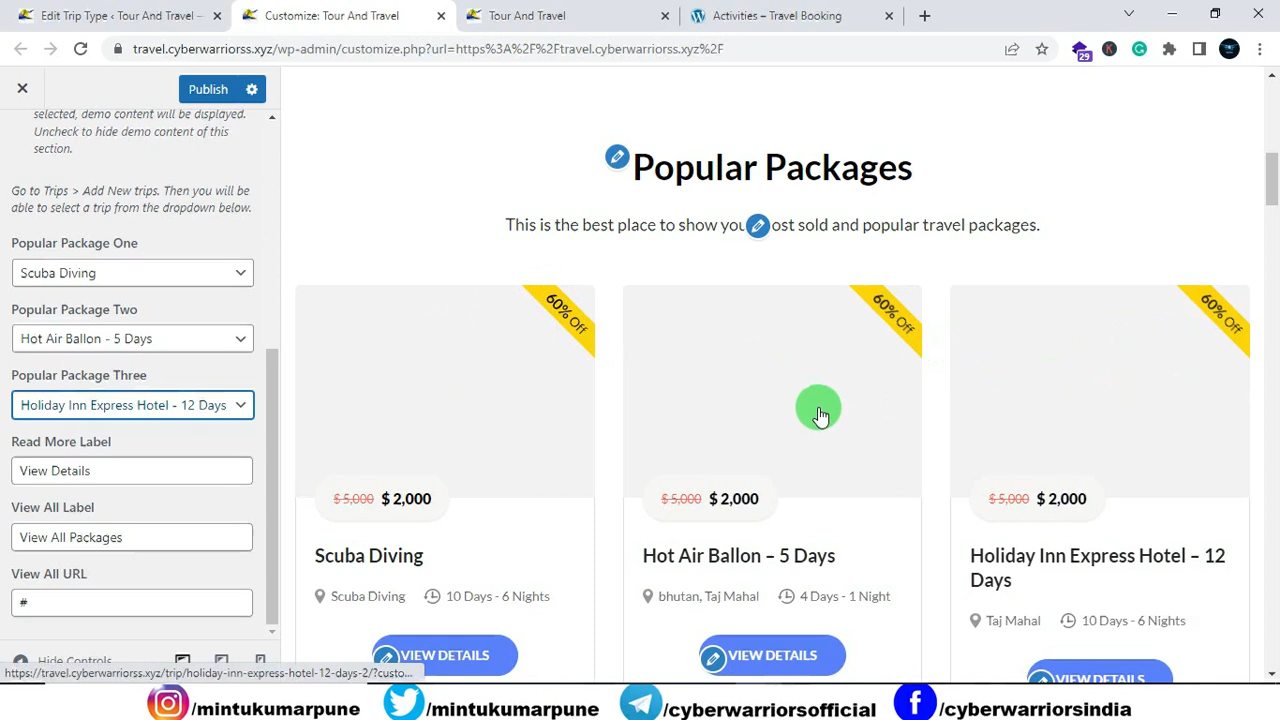 Edit Trip Type ‹ Tour And Travel —
Customize: Tour And Travel
Tour And Travel
Activities – Travel Booking
travel.cyberwarriorss.xyz/wp-admin/customize.php?url=https%3A%2F%2Ftravel.cyberwarriorss.xyz%2F
29
Publish
selected, demo content will be displayed.
Uncheck to hide demo content of this
section.
Go to Trips > Add New trips. Then you will be
able to select a trip from the dropdown below.
Popular Package One
Scuba Diving
Popular Package Two
Hot Air Ballon - 5 Days
Popular Package Three
Holiday Inn Express Hotel - 12 Days
Read More Label
View Details
View All Label
View All Packages
View All URL
#
Hide Controls
https://travel.cyberwarriorss.xyz/trip/holiday-inn-express-hotel-12-days-2/?custo...
Popular Packages
This is the best place to show you ost sold and popular travel packages.
60% Off
$ 5,000 $ 2,000
Scuba Diving
Scuba Diving 10 Days - 6 Nights
VIEW DETAILS
60% Off
$ 5,000 $ 2,000
Hot Air Ballon – 5 Days
bhutan, Taj Mahal 4 Days - 1 Night
VIEW DETAILS
60% Off
$ 5,000 $ 2,000
Holiday Inn Express Hotel – 12
Days
Taj Mahal 10 Days - 6 Nights
VIEW DETAILS
/mintukumarpune /mintukumarpune /cyberwarriorsofficial /cyberwarriorsindia